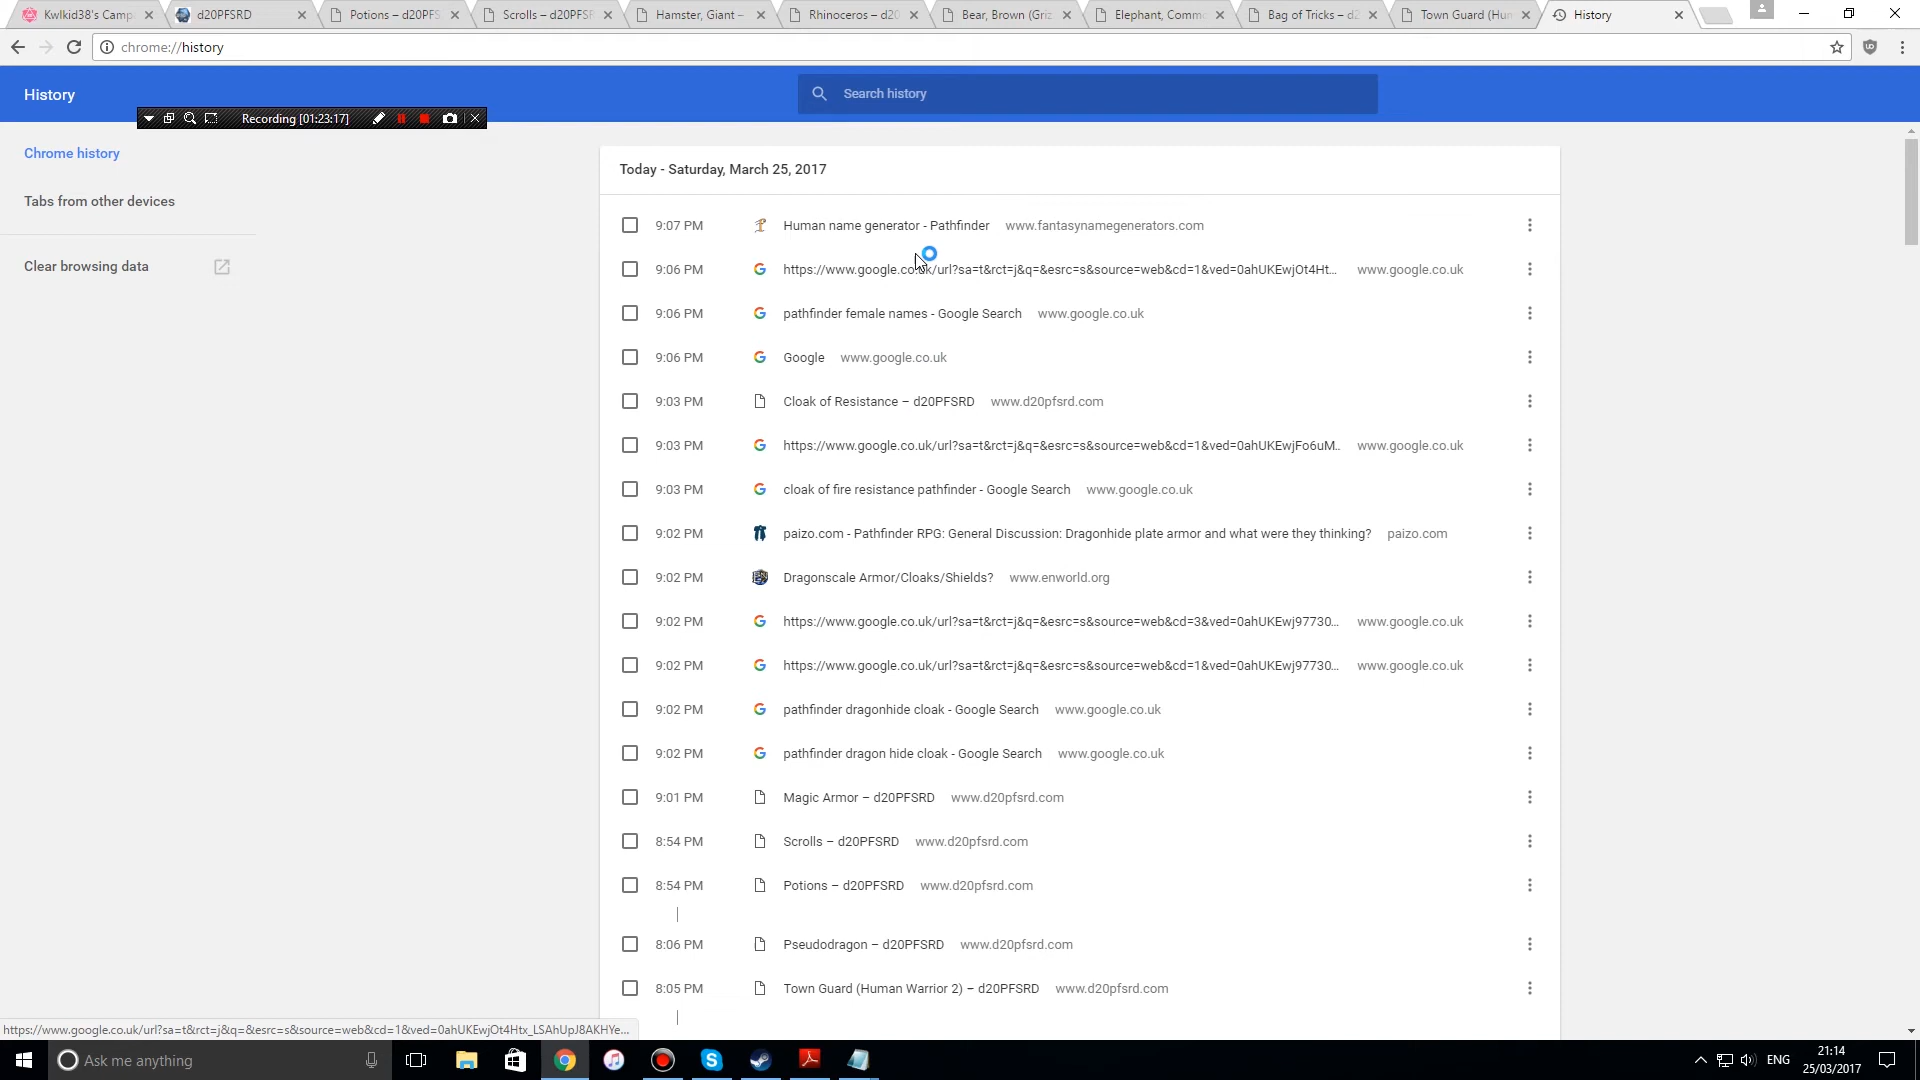 Kwlkid38's Camp
d20PFSRD
Potions – d20PFS
Scrolls – d20PFSR
Hamster, Giant –
Rhinoceros – d20
Bear, Brown (Griz
Elephant, Commo
Bag of Tricks – d2
Town Guard (Hum
History
chrome://history
History
Search history
Recording [01:23:17]
Chrome history
Tabs from other devices
Clear browsing data
Today - Saturday, March 25, 2017
9:07 PM Human name generator - Pathfinder www.fantasynamegenerators.com
9:06 PM https://www.google.co.uk/url?sa=t&rct=j&q=&esrc=s&source=web&cd=1&ved=0ahUKEwjOt4Ht... www.google.co.uk
9:06 PM pathfinder female names - Google Search www.google.co.uk
9:06 PM Google www.google.co.uk
9:03 PM Cloak of Resistance – d20PFSRD www.d20pfsrd.com
9:03 PM https://www.google.co.uk/url?sa=t&rct=j&q=&esrc=s&source=web&cd=1&ved=0ahUKEwjFo6uM... www.google.co.uk
9:03 PM cloak of fire resistance pathfinder - Google Search www.google.co.uk
9:02 PM paizo.com - Pathfinder RPG: General Discussion: Dragonhide plate armor and what were they thinking? paizo.com
9:02 PM Dragonscale Armor/Cloaks/Shields? www.enworld.org
9:02 PM https://www.google.co.uk/url?sa=t&rct=j&q=&esrc=s&source=web&cd=3&ved=0ahUKEwj97730... www.google.co.uk
9:02 PM https://www.google.co.uk/url?sa=t&rct=j&q=&esrc=s&source=web&cd=1&ved=0ahUKEwj97730... www.google.co.uk
9:02 PM pathfinder dragonhide cloak - Google Search www.google.co.uk
9:02 PM pathfinder dragon hide cloak - Google Search www.google.co.uk
9:01 PM Magic Armor – d20PFSRD www.d20pfsrd.com
8:54 PM Scrolls – d20PFSRD www.d20pfsrd.com
8:54 PM Potions – d20PFSRD www.d20pfsrd.com
8:06 PM Pseudodragon – d20PFSRD www.d20pfsrd.com
8:05 PM Town Guard (Human Warrior 2) – d20PFSRD www.d20pfsrd.com
https://www.google.co.uk/url?sa=t&rct=j&q=&esrc=s&source=web&cd=1&ved=0ahUKEwjOt4Htx_LSAhUpJ8AKHYe...
Ask me anything
ENG
21:14
25/03/2017